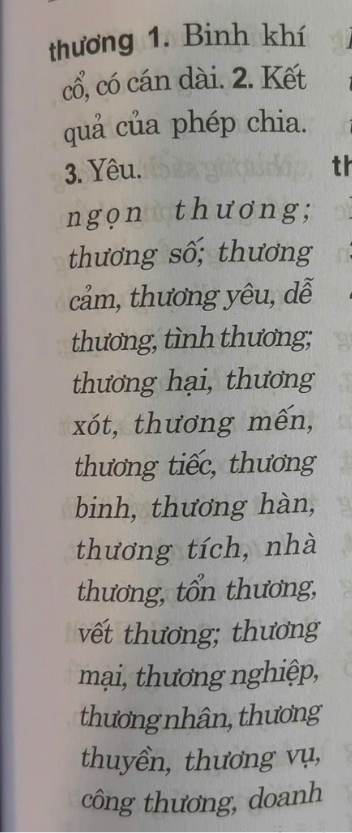 thương 1. Binh khí
cổ, có cán dài. 2. Kết
quả của phép chia.
3. Yêu.
ngọn thương;
thương số; thương
cảm, thương yêu, dễ
thương, tình thương;
thương hại, thương
xót, thương mến,
thương tiếc, thương
binh, thương hàn,
thương tích, nhà
thương, tổn thương,
vết thương; thương
mại, thương nghiệp,
thương nhân, thương
thuyền, thương vụ,
công thương, doanh